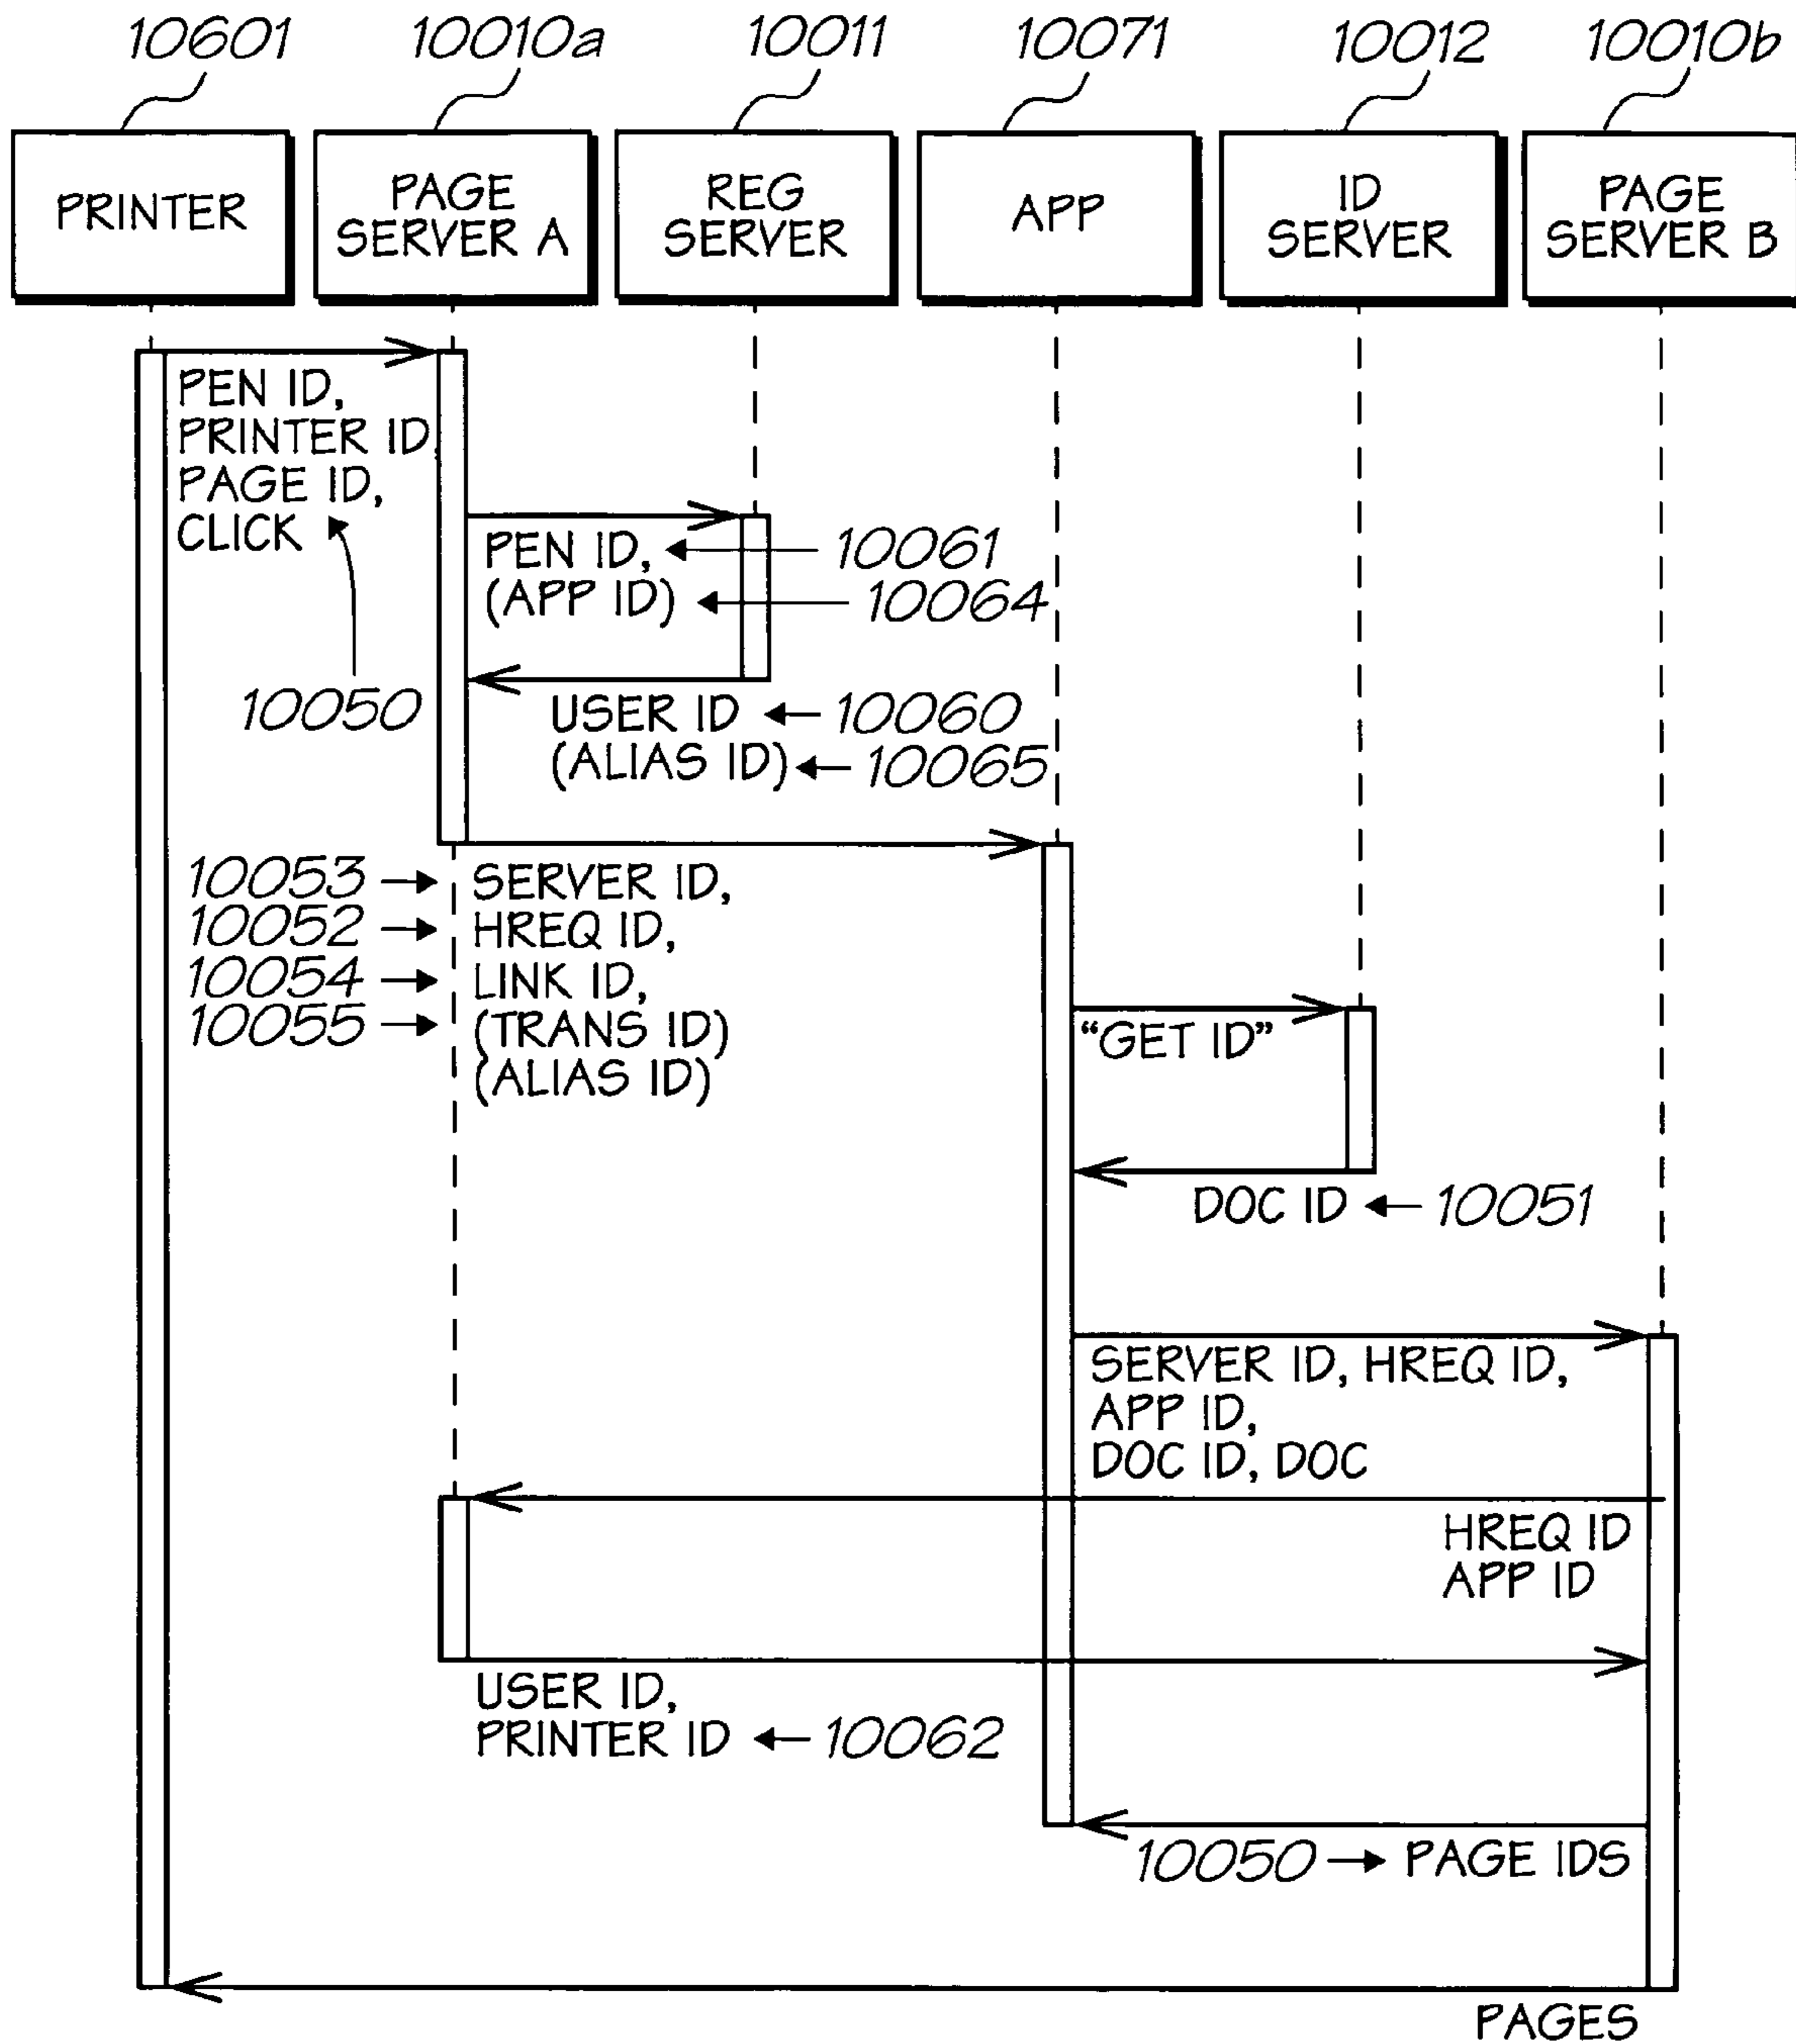 10601 10010a 10011 10071 10012 10010b
PRINTER
PAGE
SERVER A
REG
SERVER
APP
ID
SERVER
PAGE
SERVER B
PEN ID,
PRINTER ID
PAGE ID,
CLICK
10050
PEN ID, 10061
(APP ID) 10064
USER ID 10060
(ALIAS ID) 10065
10053 SERVER ID,
10052 HREQ ID,
10054 LINK ID,
10055 (TRANS ID)
(ALIAS ID)
“GET ID”
DOC ID 10051
SERVER ID, HREQ ID,
APP ID,
DOC ID, DOC
HREQ ID
APP ID
USER ID,
PRINTER ID 10062
10050 PAGE IDS
PAGES